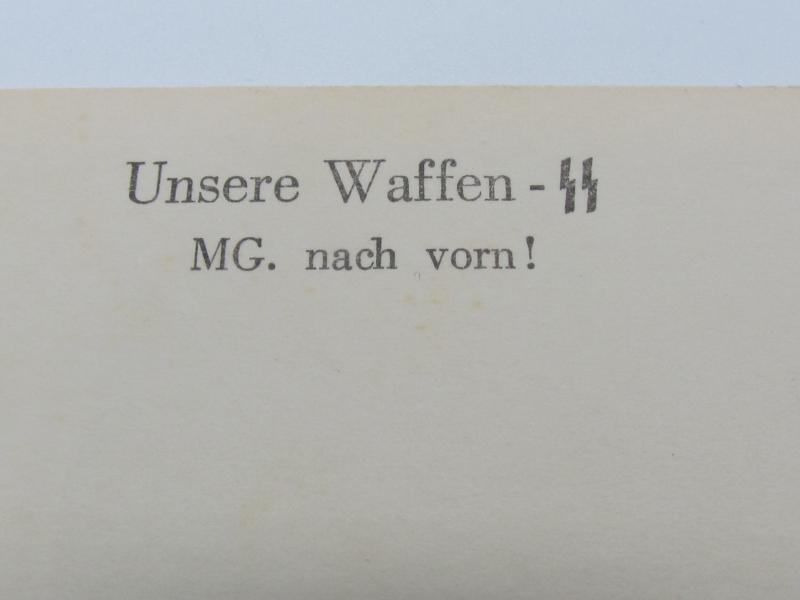 Unsere Waffen - ᛋᛋ
MG. nach vorn!